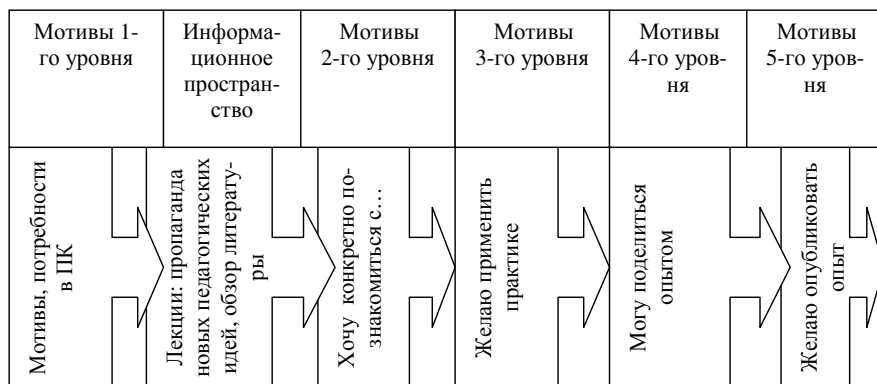 Мотивы 1-
го уровня
Информа-
ционное
простран-
ство
Мотивы
2-го уровня
Мотивы
3-го уровня
Мотивы
4-го уров-
ня
Мотивы
5-го уров-
ня
Мотивы, потребности
в ПК
Лекции: пропаганда
новых педагогических
идей, обзор литерату-
ры
Хочу  конкретно по-
знакомиться с…
Желаю применить
практике
Могу поделиться
опытом
Желаю опубликовать
опыт